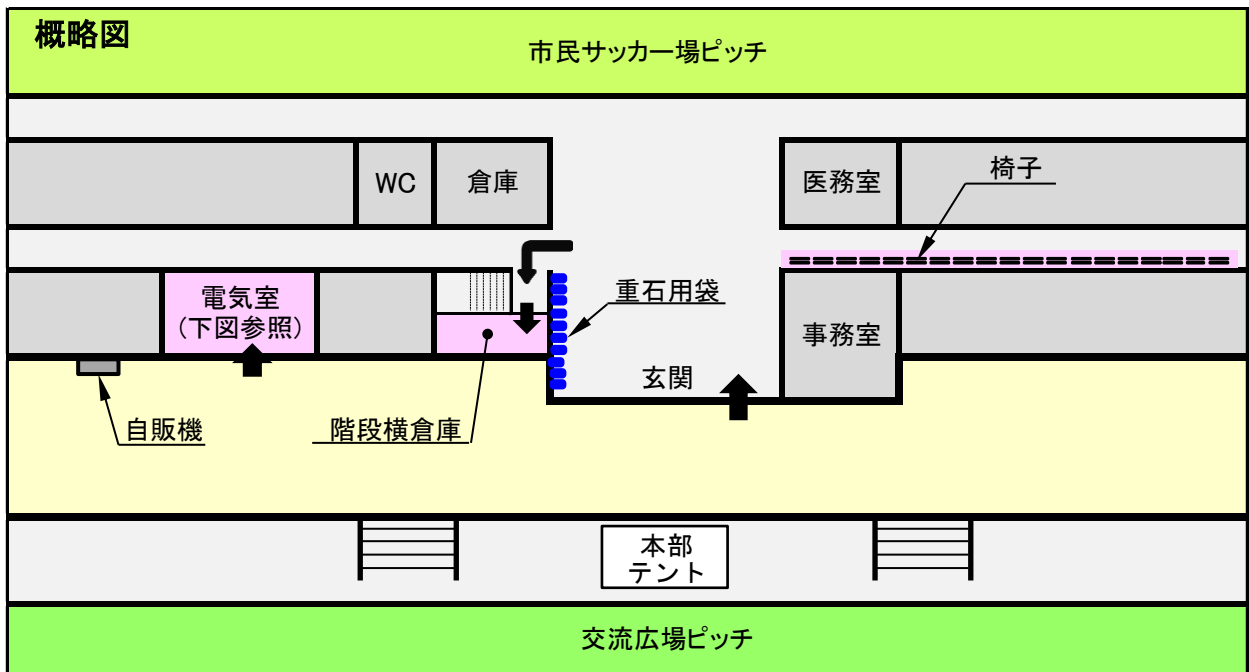 概略図
市民サッカー場ピッチ
WC
倉庫
医務室
椅子
電気室
(下図参照)
重石用袋
事務室
玄関
自販機
階段横倉庫
本部
テント
交流広場ピッチ